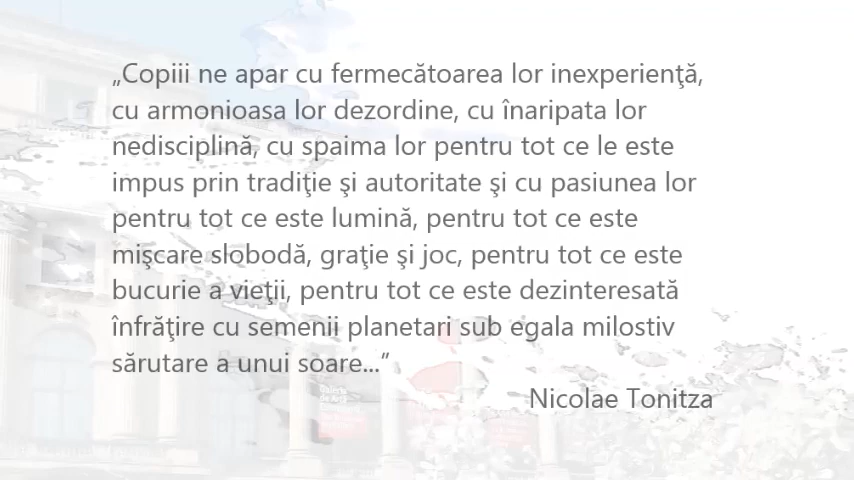 „Copiii ne apar cu fermecătoarea lor inexperienţă,
cu armonioasa lor dezordine, cu înaripata lor
nedisciplină, cu spaima lor pentru tot ce le este
impus prin tradiţie şi autoritate şi cu pasiunea lor
pentru tot ce este lumină, pentru tot ce este
mişcare slobodă, graţie şi joc, pentru tot ce este
bucurie a vieţii, pentru tot ce este dezinteresată
înfrăţire cu semenii planetari sub egala milostiv
sărutare a unui soare...”
Nicolae Tonitza
Galeria
de Artă